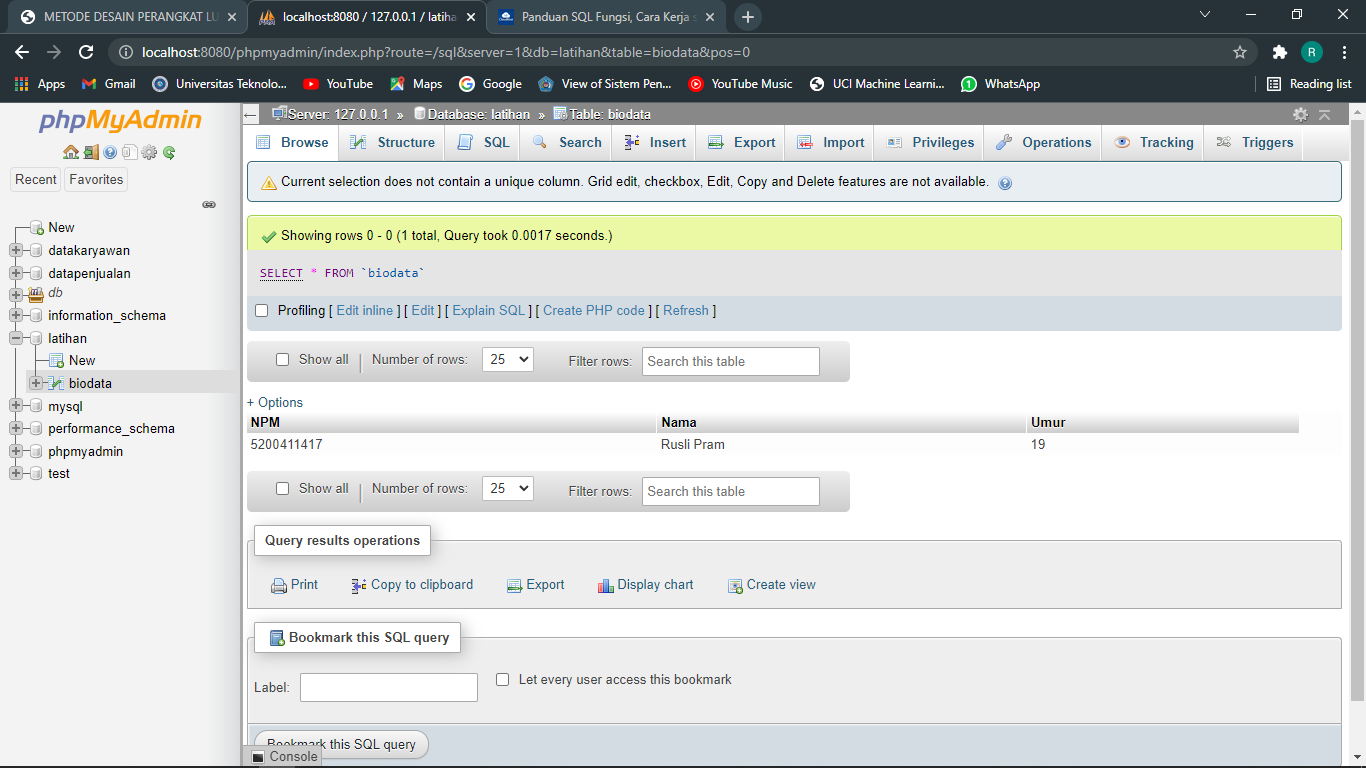 METODE DESAIN PERANGKAT LU
localhost:8080 / 127.0.0.1 / latiha
Panduan SQL Fungsi, Cara Kerja s
localhost:8080/phpmyadmin/index.php?route=/sql&server=1&db=latihan&table=biodata&pos=0
R
Apps Gmail Universitas Teknolo... YouTube Maps Google View of Sistem Pen... YouTube Music UCI Machine Learni... WhatsApp Reading list
phpMyAdmin
Recent Favorites
New
datakaryawan
datapenjualan
db
information_schema
latihan
New
biodata
mysql
performance_schema
phpmyadmin
test
Server: 127.0.0.1 » Database: latihan » Table: biodata
Browse Structure SQL Search Insert Export Import Privileges Operations Tracking Triggers
Current selection does not contain a unique column. Grid edit, checkbox, Edit, Copy and Delete features are not available.
Showing rows 0 - 0 (1 total, Query took 0.0017 seconds.)
SELECT * FROM `biodata`
Profiling [ Edit inline ] [ Edit ] [ Explain SQL ] [ Create PHP code ] [ Refresh ]
Show all | Number of rows: 25 Filter rows: Search this table
+ Options
NPM Nama Umur
5200411417 Rusli Pram 19
Show all | Number of rows: 25 Filter rows: Search this table
Query results operations
Print Copy to clipboard Export Display chart Create view
Bookmark this SQL query
Label: Let every user access this bookmark
Bookmark this SQL query
Console